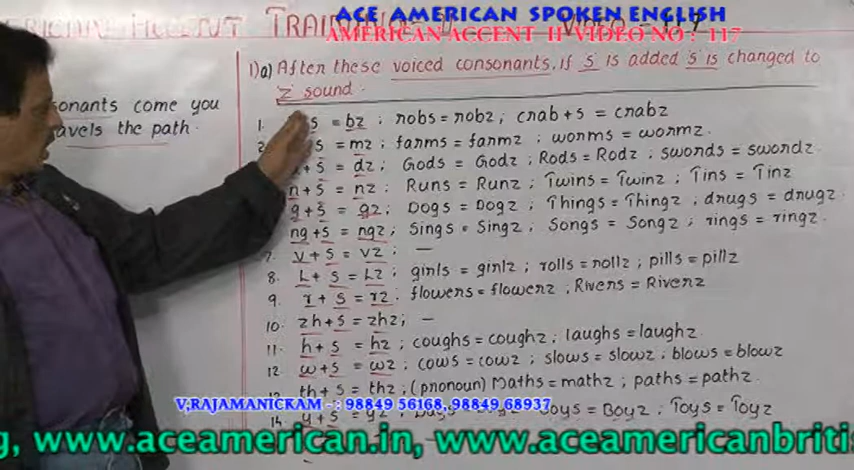 ACE AMERICAN SPOKEN ENGLISH
AMERICAN ACCENT II VIDEO NO : 117
1)a) After these voiced consonants, if s is added s is changed to
z sound.
sonants come you
avels the path.
1. s = bz ; robs = robz ; crab + s = crabz
2. s = mz ; farms = farmz ; worms = wormz.
+ s = dz ; Gods = Godz ; Rods = Rodz ; swords = swordz
n + s = nz ; Runs = Runz ; Twins = Twinz ; Tins = Tinz
g + s = gz ; Dogs = Dogz ; Things = Thingz ; drugs = drugz
ng + s = ngz ; Sings = Singz ; Songs = Songz ; rings = ringz
7. v + s = vz ; —
8. L + s = Lz ; girls = girlz ; rolls = rollz ; pills = pillz
9. r + s = rz . flowers = flowerz ; Rivers = Riverz
10. zh + s = zhz ; —
11. h + s = hz ; coughs = coughz ; laughs = laughz
12. w + s = wz ; cows = cowz ; slows = slowz ; blows = blowz
13. th + s = thz ; (pronoun) Maths = mathz ; paths = pathz
14. y + s = yz ; Boys = Boyz ; Toys = Toyz
V.RAJAMANICKAM - : 98849 56168, 98849 68937
g, www.aceamerican.in, www.aceamericanbritis